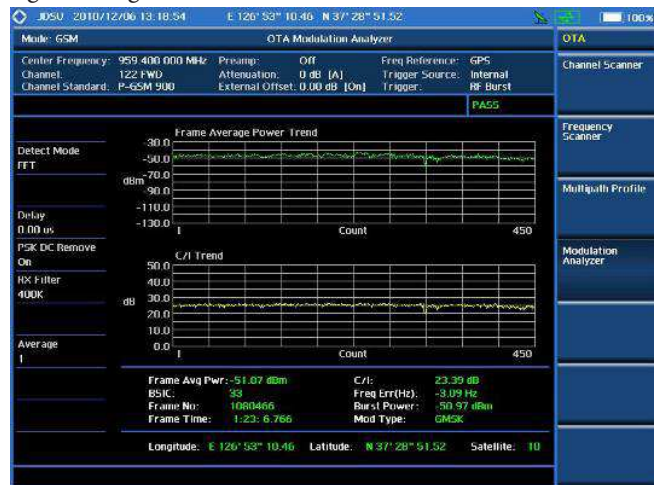 JDSU 2010/12/06 13:18:54 E 126° 53" 10.46 N 37° 28" 51.52 100%
Mode: GSM OTA Modulation Analyzer OTA
Center Frequency: 959.400 000 MHz Preamp: Off Freq Reference: GPS
Channel: 122 FWD Attenuation: 0 dB [A] Trigger Source: Internal
Channel Standard: P-GSM 900 External Offset: 0.00 dB [On] Trigger: RF Burst
PASS
Channel Scanner
Frequency Scanner
Multipath Profile
Modulation Analyzer
Detect Mode
FFT
Delay
0.00 us
PSK DC Remove
On
RX Filter
400K
Average
1
Frame Average Power Trend
-30.0
-50.0
dBm
-70.0
-90.0
-110.0
-130.0
1 Count 450
C/I Trend
50.0
40.0
dB
30.0
20.0
10.0
0.0
1 Count 450
Frame Avg Pwr: -51.07 dBm C/I: 23.39 dB
BSIC: 33 Freq Err(Hz): -3.09 Hz
Frame No: 1080466 Burst Power: -50.97 dBm
Frame Time: 1:23: 6.766 Mod Type: GMSK
Longitude: E 126° 53" 10.46 Latitude: N 37° 28" 51.52 Satellite: 10